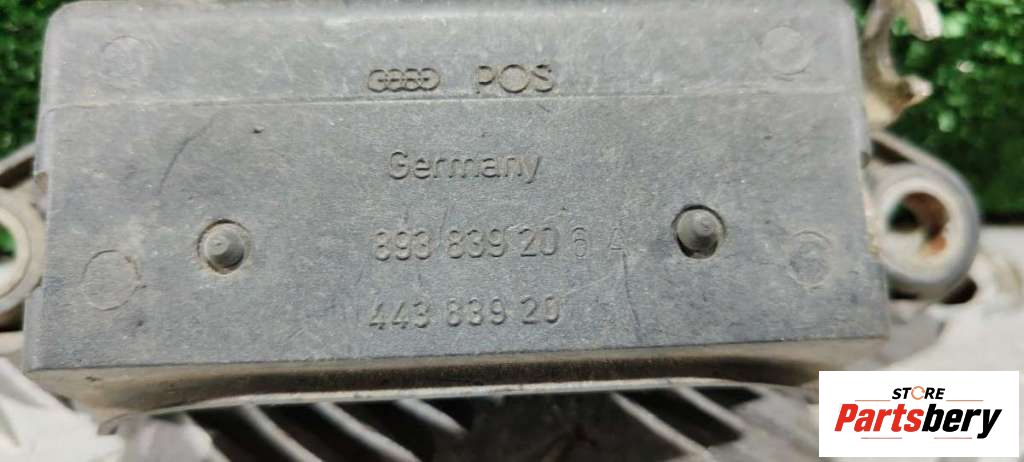 POS
Germany
893 839 20 6 A
443 839 20
STORE
Partsbery